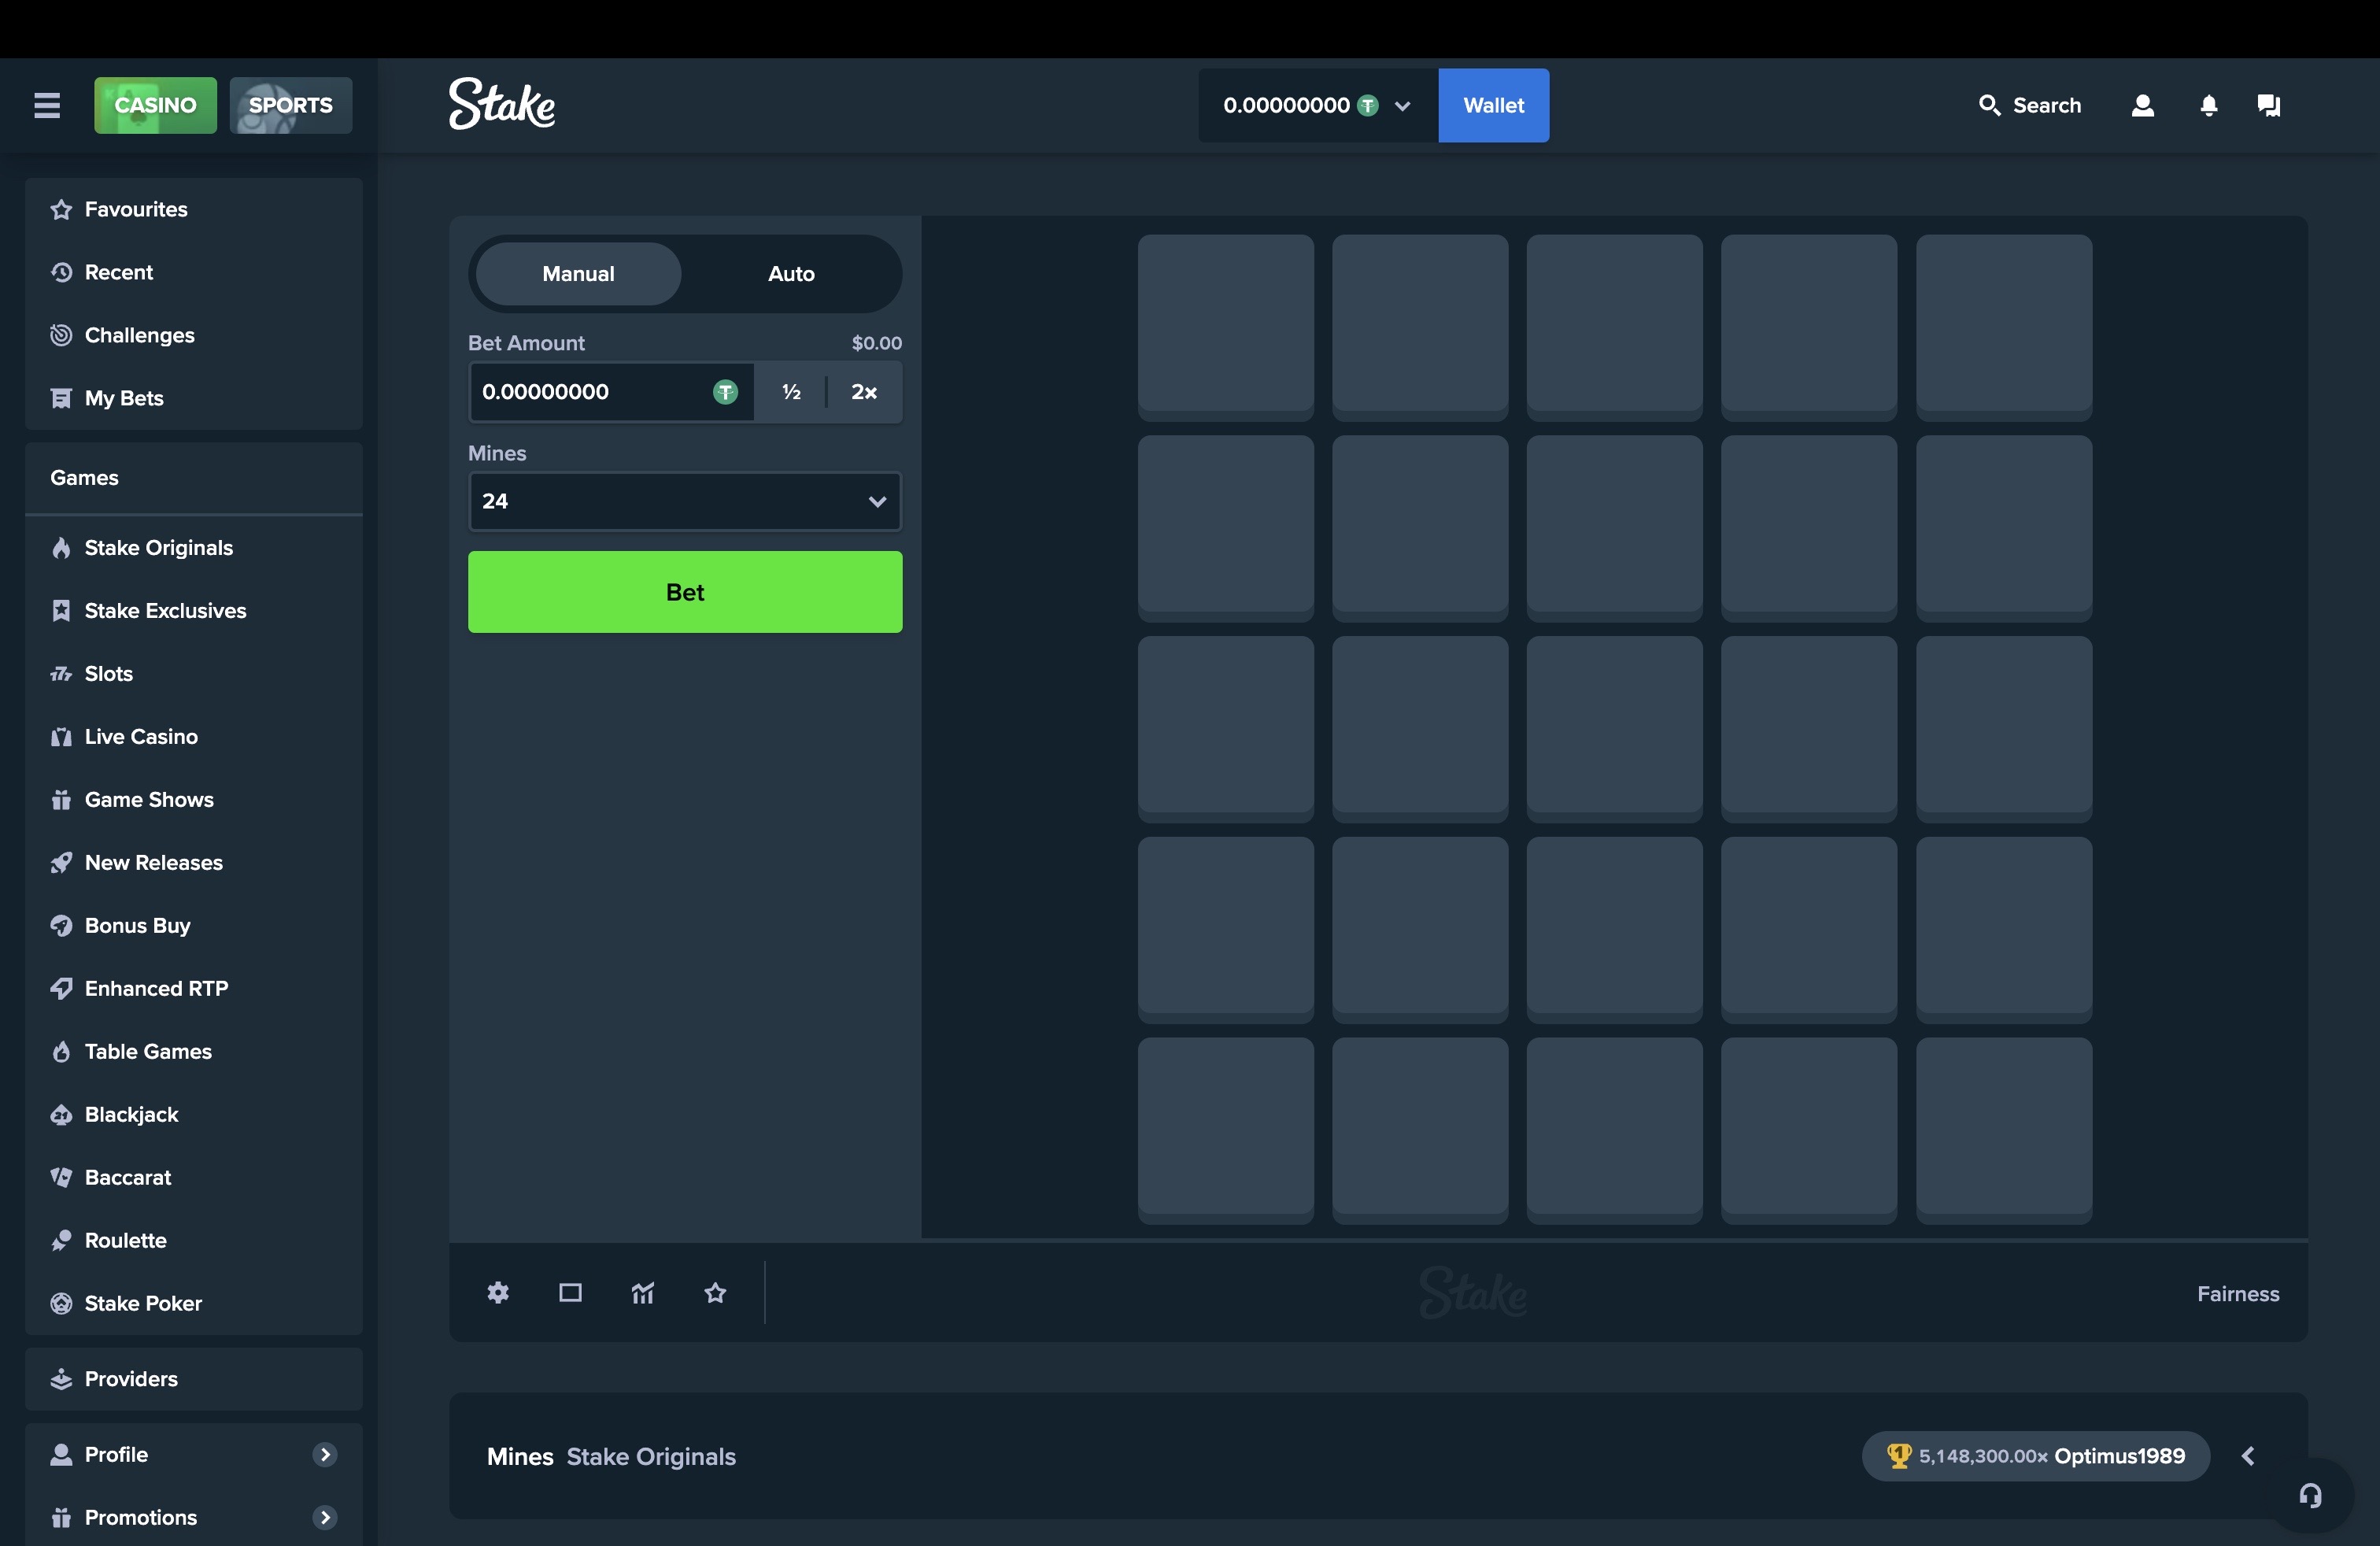 CASINO
SPORTS
Stake
0.00000000
Wallet
Search
Favourites
Recent
Challenges
My Bets
Games
Stake Originals
Stake Exclusives
Slots
Live Casino
Game Shows
New Releases
Bonus Buy
Enhanced RTP
Table Games
Blackjack
Baccarat
Roulette
Stake Poker
Providers
Profile
Promotions
Manual
Auto
Bet Amount
$0.00
0.00000000
½
2×
Mines
24
Bet
Stake
Fairness
Mines Stake Originals
1 5,148,300.00× Optimus1989